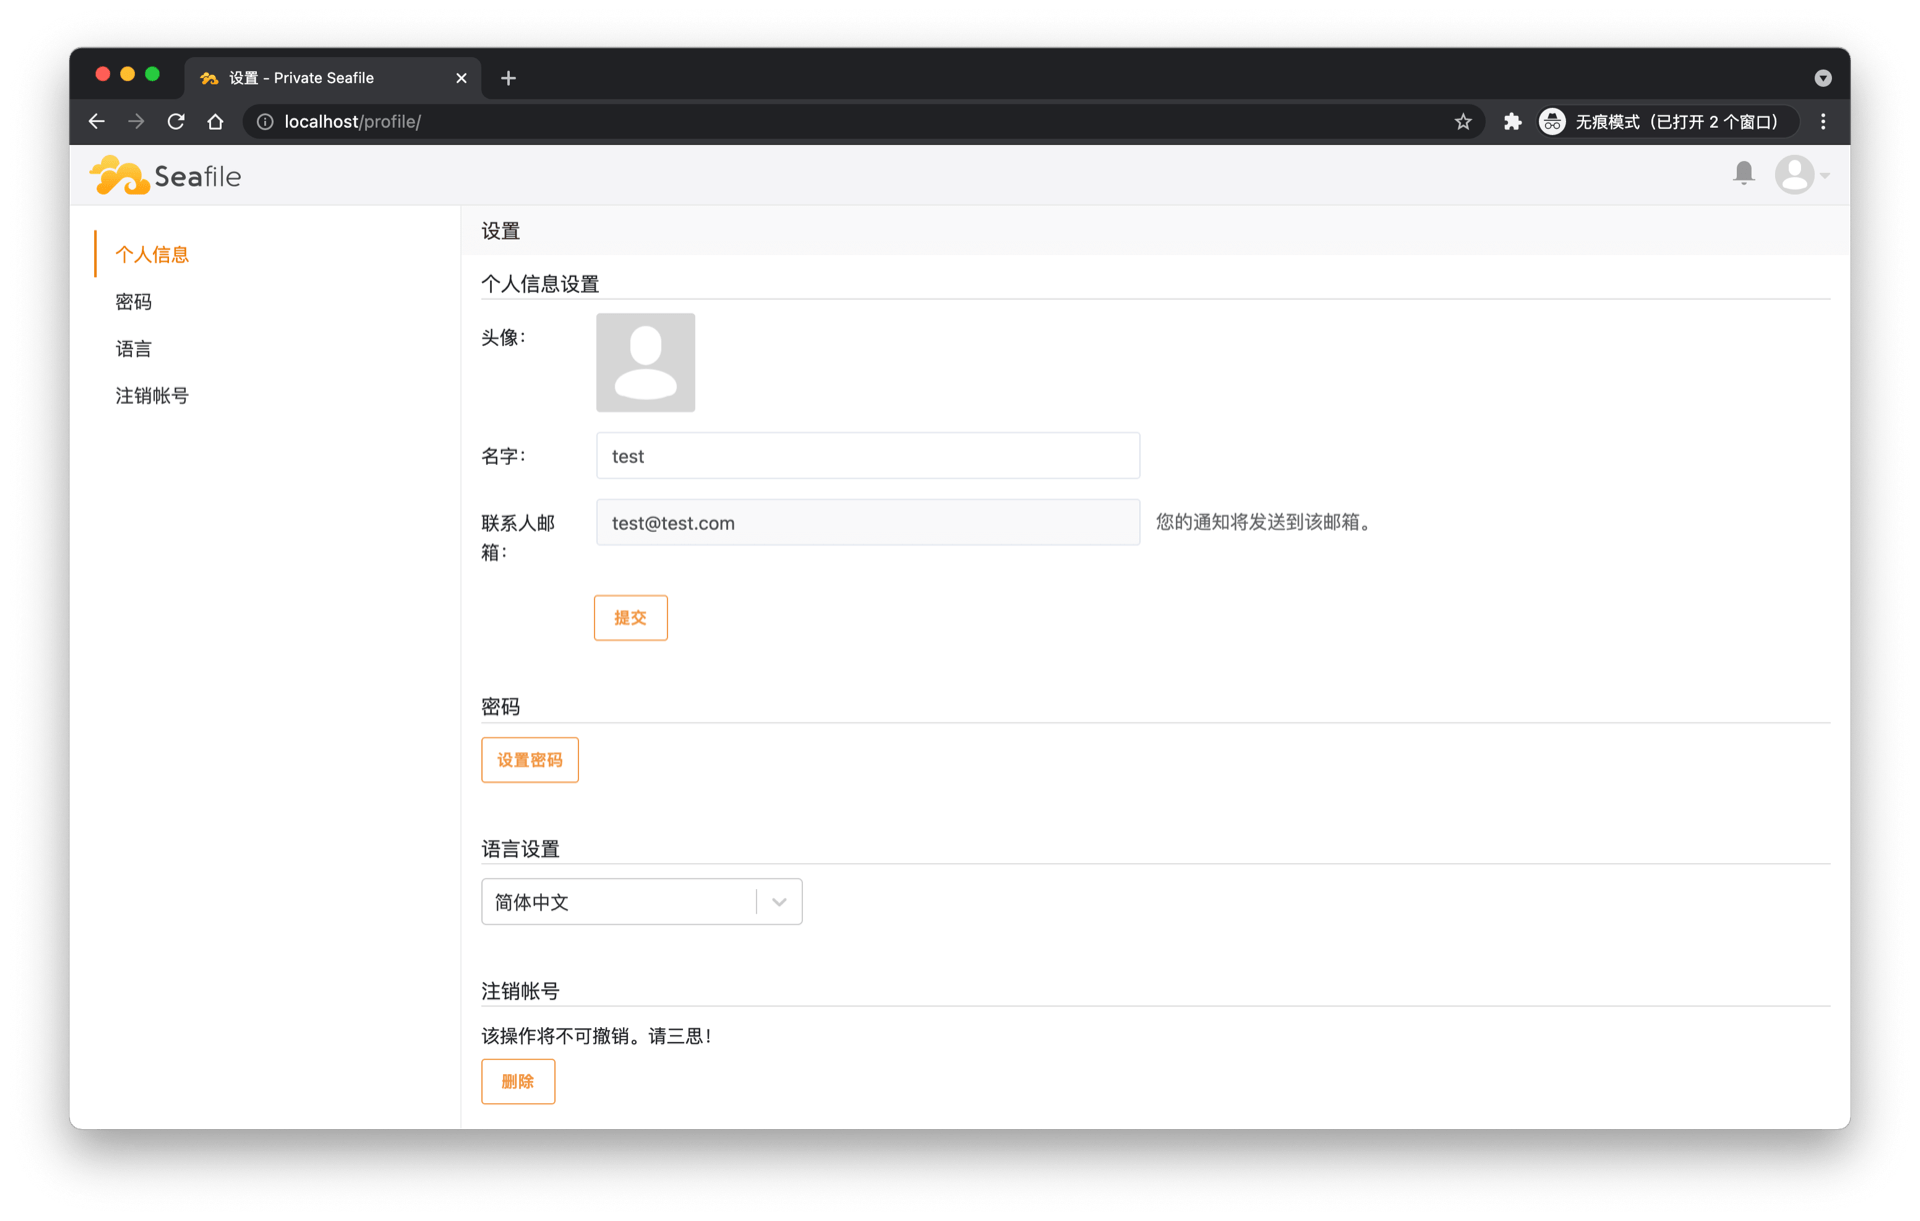 设置 - Private Seafile
localhost/profile/
无痕模式（已打开 2 个窗口）
Seafile
个人信息
密码
语言
注销帐号
设置
个人信息设置
头像：
名字：
test
联系人邮
箱：
test@test.com
您的通知将发送到该邮箱。
提交
密码
设置密码
语言设置
简体中文
注销帐号
该操作将不可撤销。请三思！
删除